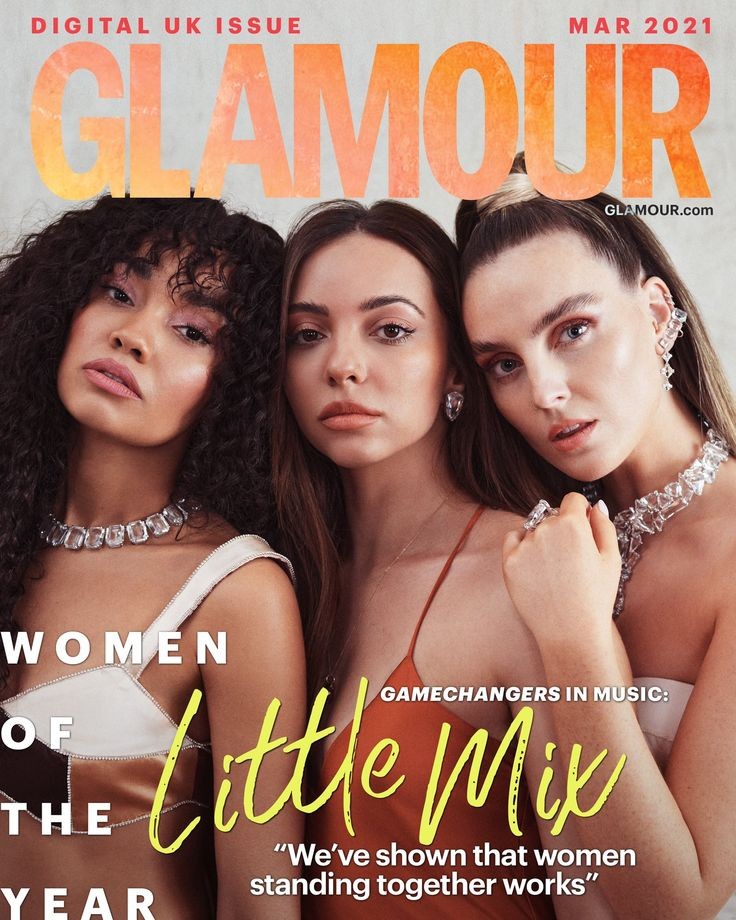 DIGITAL UK ISSUE MAR 2021
GLAMOUR
GLAMOUR.com
WOMEN
OF
THE
YEAR
GAMECHANGERS IN MUSIC:
Little Mix
“We’ve shown that women
standing together works”